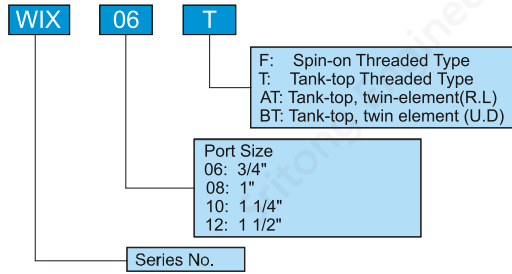 WIX 06 T
F: Spin-on Threaded Type
T: Tank-top Threaded Type
AT: Tank-top, twin-element(R.L)
BT: Tank-top, twin element (U.D)
Port Size
06: 3/4"
08: 1"
10: 1 1/4"
12: 1 1/2"
Series No.